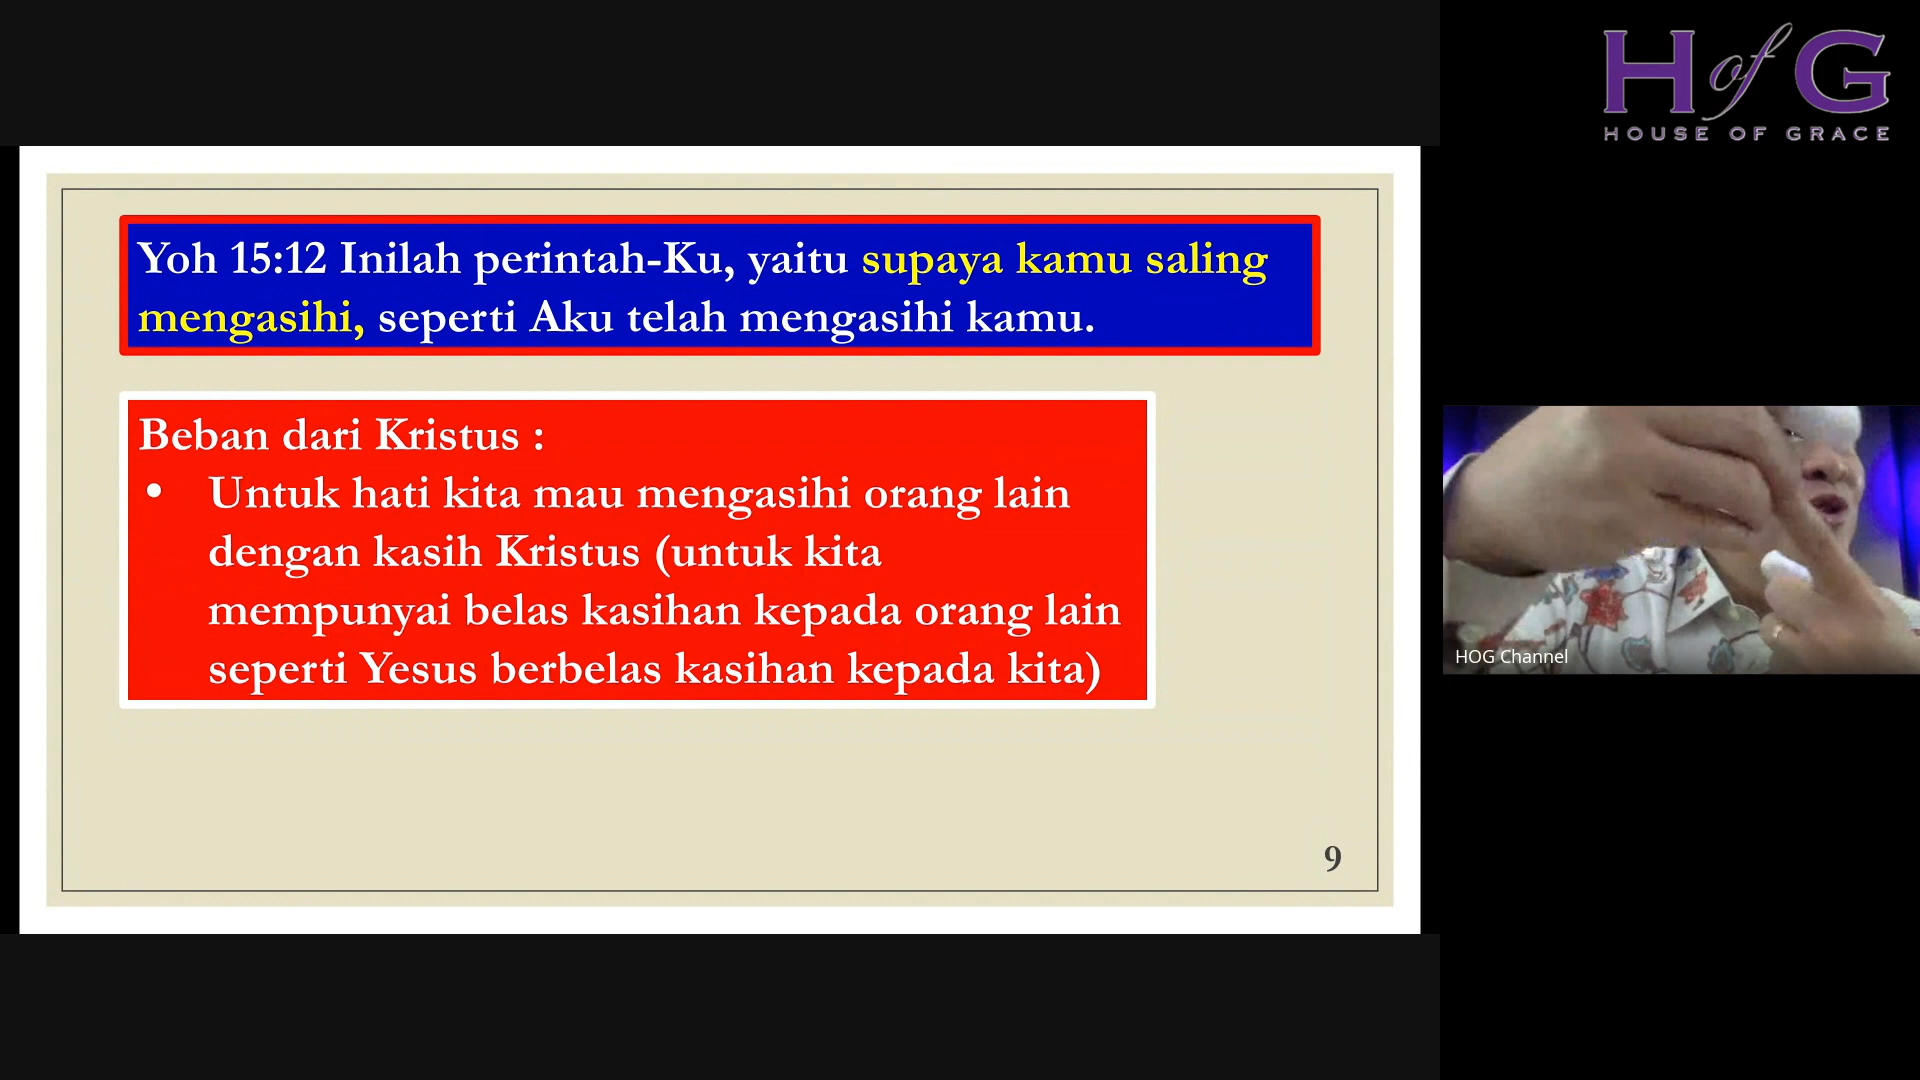 H of G
HOUSE OF GRACE
Yoh 15:12 Inilah perintah-Ku, yaitu supaya kamu saling
mengasihi, seperti Aku telah mengasihi kamu.
Beban dari Kristus :
• Untuk hati kita mau mengasihi orang lain
dengan kasih Kristus (untuk kita
mempunyai belas kasihan kepada orang lain
seperti Yesus berbelas kasihan kepada kita)
9
HOG Channel